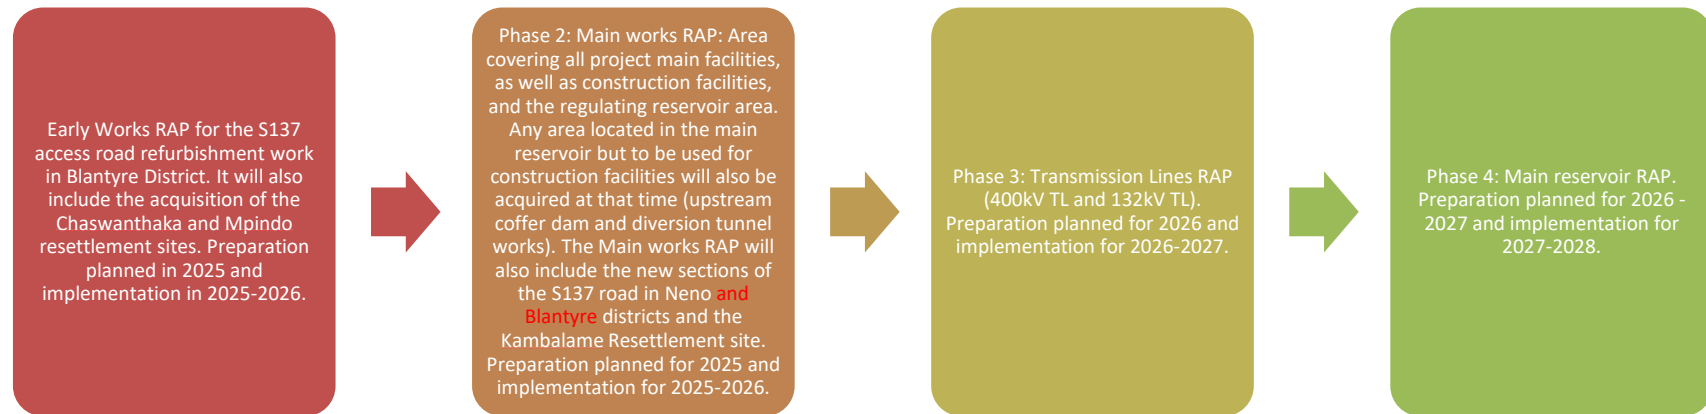 Early Works RAP for the S137
access road refurbishment work
in Blantyre District. It will also
include the acquisition of the
Chaswanthaka and Mpindo
resettlement sites. Preparation
planned in 2025 and
implementation in 2025-2026.
Phase 2: Main works RAP: Area
covering all project main facilities,
as well as construction facilities,
and the regulating reservoir area.
Any area located in the main
reservoir but to be used for
construction facilities will also be
acquired at that time (upstream
coffer dam and diversion tunnel
works). The Main works RAP will
also include the new sections of
the S137 road in Neno and
Blantyre districts and the
Kambalame Resettlement site.
Preparation planned for 2025 and
implementation for 2025-2026.
Phase 3: Transmission Lines RAP
(400kV TL and 132kV TL).
Preparation planned for 2026 and
implementation for 2026-2027.
Phase 4: Main reservoir RAP.
Preparation planned for 2026 -
2027 and implementation for
2027-2028.